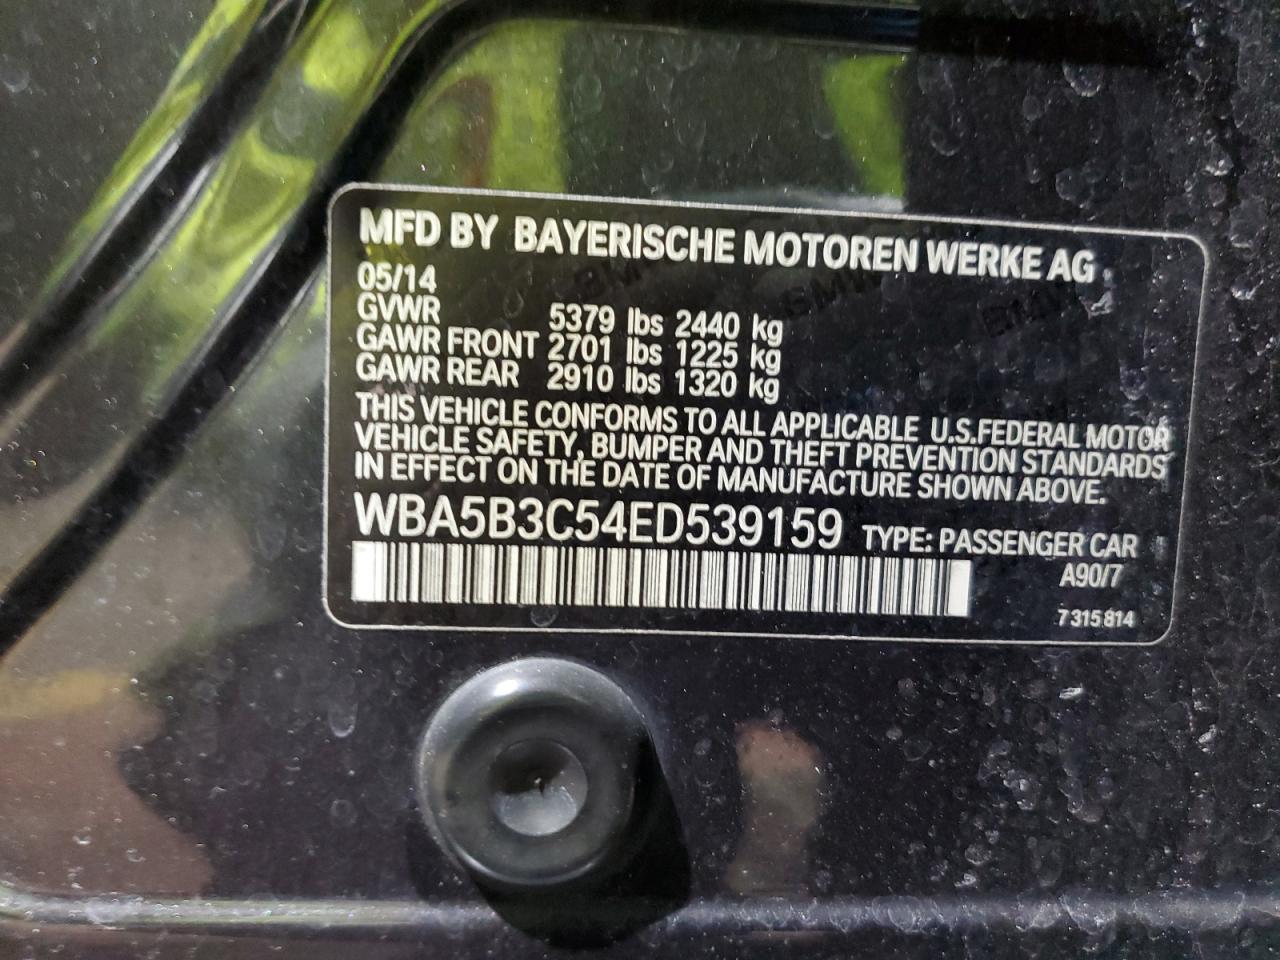 MFD BY BAYERISCHE MOTOREN WERKE AG
05/14
GVWR 5379 lbs 2440 kg
GAWR FRONT 2701 lbs 1225 kg
GAWR REAR 2910 lbs 1320 kg
THIS VEHICLE CONFORMS TO ALL APPLICABLE U.S.FEDERAL MOTOR
VEHICLE SAFETY, BUMPER AND THEFT PREVENTION STANDARDS
IN EFFECT ON THE DATE OF MANUFACTURE SHOWN ABOVE.
WBA5B3C54ED539159 TYPE: PASSENGER CAR
A90/7
7 315 814